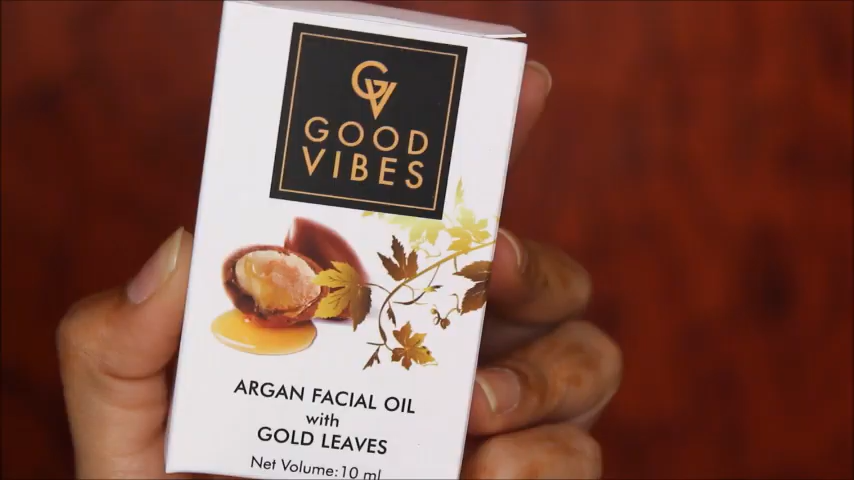 GV
GOOD
VIBES
ARGAN FACIAL OIL
with
GOLD LEAVES
Net Volume:10 ml